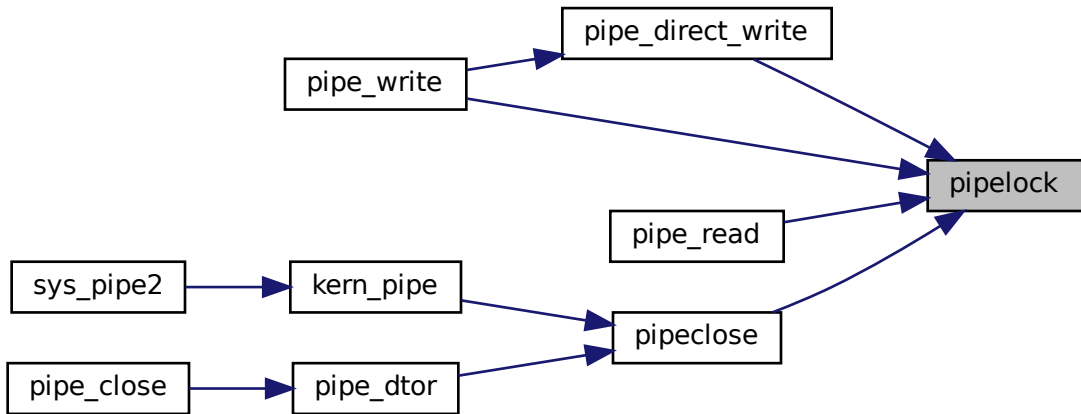 pipe_direct_write
pipe_write
pipelock
pipe_read
sys_pipe2
kern_pipe
pipeclose
pipe_close
pipe_dtor